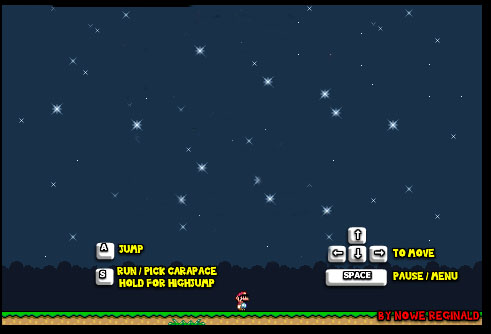 A JUMP
S RUN / PICK CARAPACE
HOLD FOR HIGHJUMP
↑
← ↓ → TO MOVE
SPACE PAUSE / MENU
BY NOWE REGINALD